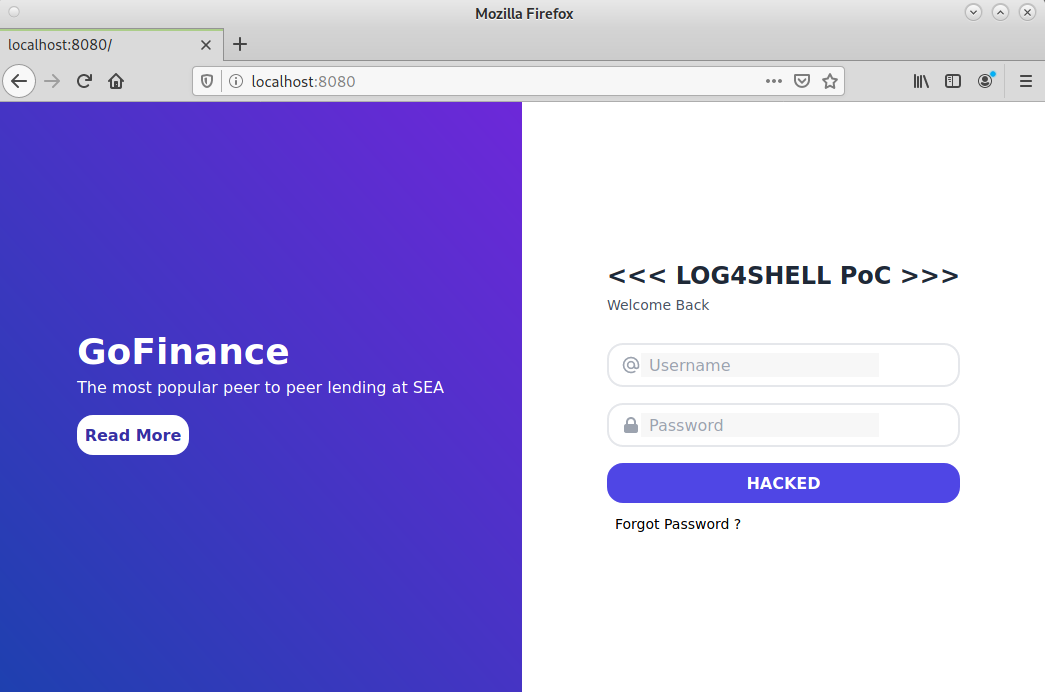 Mozilla Firefox
localhost:8080/
localhost:8080
GoFinance
The most popular peer to peer lending at SEA
Read More
<<< LOG4SHELL PoC >>>
Welcome Back
Username
Password
HACKED
Forgot Password ?